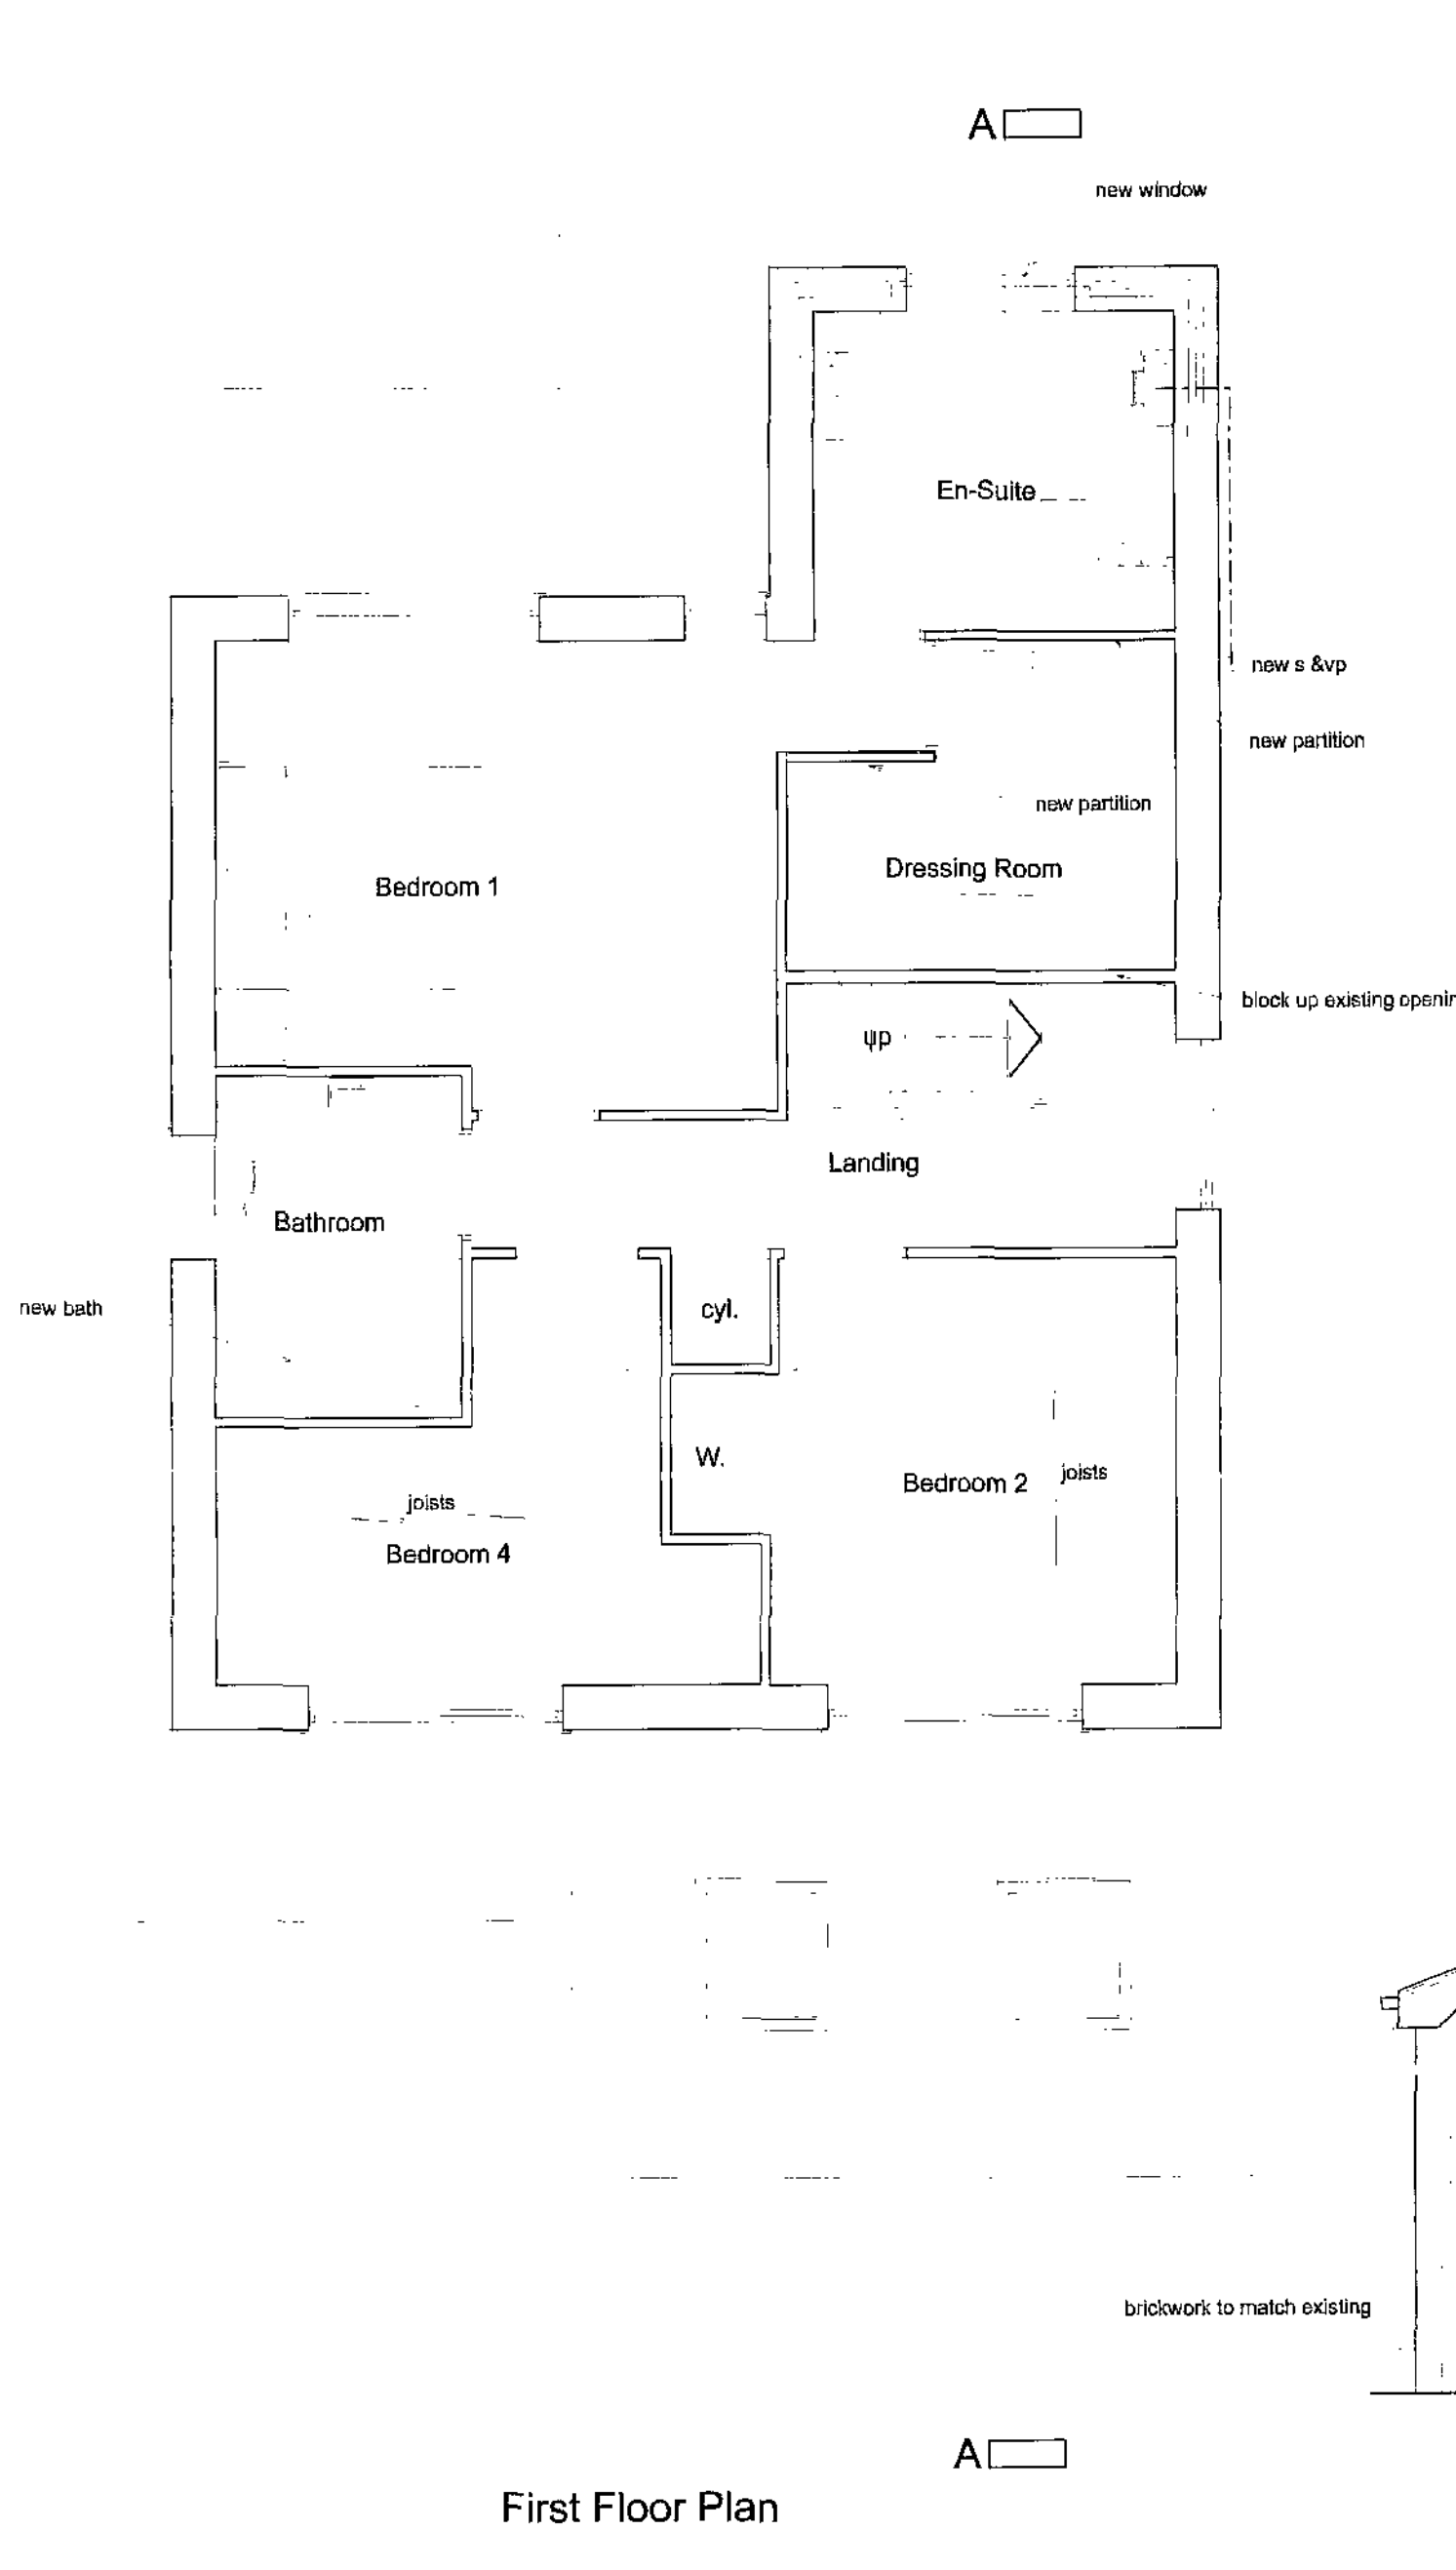 A
new window
En-Suite
new s &vp
new partition
new partition
Dressing Room
Bedroom 1
block up existing openin
up
Landing
Bathroom
new bath
cyl.
W.
Bedroom 2
joists
joists
Bedroom 4
brickwork to match existing
A
First Floor Plan